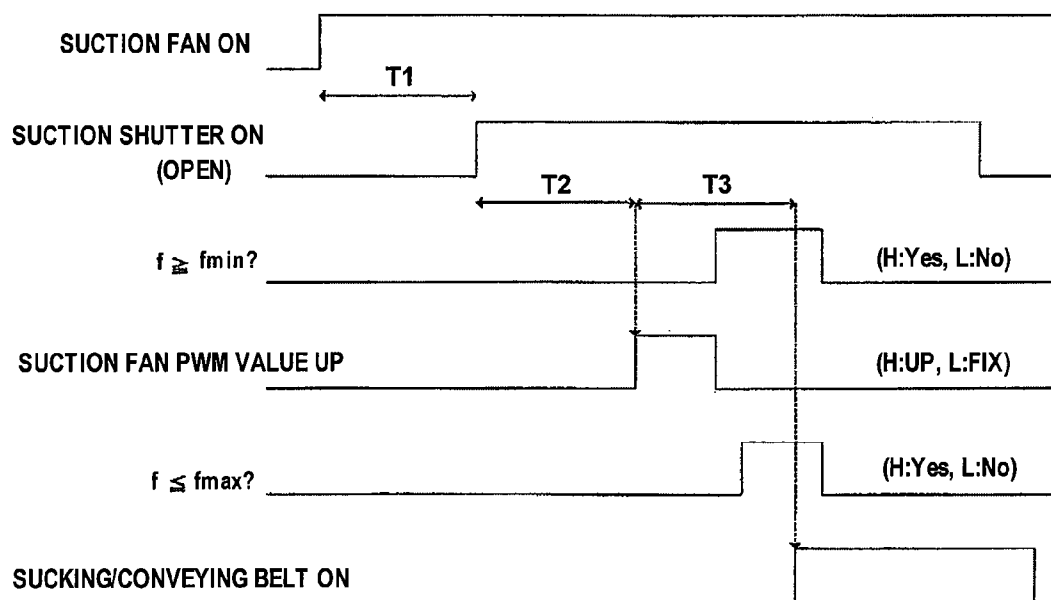 SUCTION FAN ON
T1
SUCTION SHUTTER ON
(OPEN)
T2
T3
f ≧ fmin?
(H:Yes, L:No)
SUCTION FAN PWM VALUE UP
(H:UP, L:FIX)
f ≦ fmax?
(H:Yes, L:No)
SUCKING/CONVEYING BELT ON